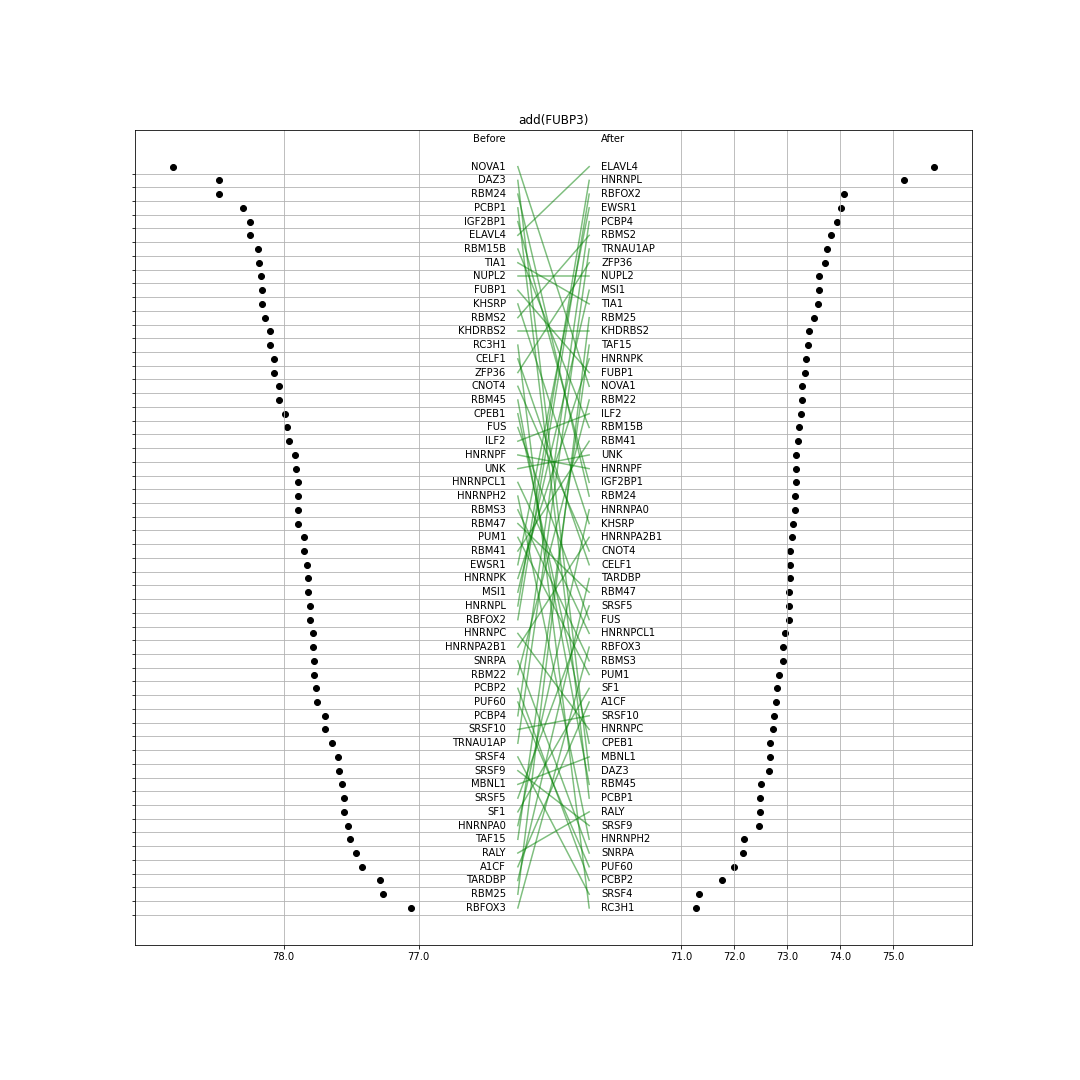 add(FUBP3)
Before After
NOVA1 ELAVL4
DAZ3 HNRNPL
RBM24 RBFOX2
PCBP1 EWSR1
IGF2BP1 PCBP4
ELAVL4 RBMS2
RBM15B TRNAU1AP
TIA1 ZFP36
NUPL2 NUPL2
FUBP1 MSI1
KHSRP TIA1
RBMS2 RBM25
KHDRBS2 KHDRBS2
RC3H1 TAF15
CELF1 HNRNPK
ZFP36 FUBP1
CNOT4 NOVA1
RBM45 RBM22
CPEB1 ILF2
FUS RBM15B
ILF2 RBM41
HNRNPF UNK
UNK HNRNPF
HNRNPCL1 IGF2BP1
HNRNPH2 RBM24
RBMS3 HNRNPA0
RBM47 KHSRP
PUM1 HNRNPA2B1
RBM41 CNOT4
EWSR1 CELF1
HNRNPK TARDBP
MSI1 RBM47
HNRNPL SRSF5
RBFOX2 FUS
HNRNPC HNRNPCL1
HNRNPA2B1 RBFOX3
SNRPA RBMS3
RBM22 PUM1
PCBP2 SF1
PUF60 A1CF
PCBP4 SRSF10
SRSF10 HNRNPC
TRNAU1AP CPEB1
SRSF4 MBNL1
SRSF9 DAZ3
MBNL1 RBM45
SRSF5 PCBP1
SF1 RALY
HNRNPA0 SRSF9
TAF15 HNRNPH2
RALY SNRPA
A1CF PUF60
TARDBP PCBP2
RBM25 SRSF4
RBFOX3 RC3H1
78.0 77.0 71.0 72.0 73.0 74.0 75.0